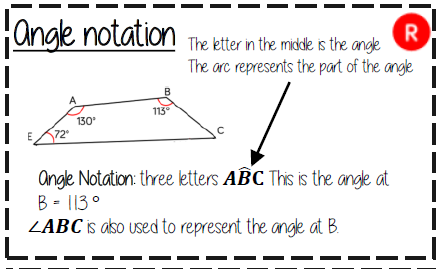 Angle notation
R
The letter in the middle is the angle
The arc represents the part of the angle
A
B
130°
113°
E
72°
C
Angle Notation: three letters AB̂C This is the angle at
B = 113°
∠ABC is also used to represent the angle at B.